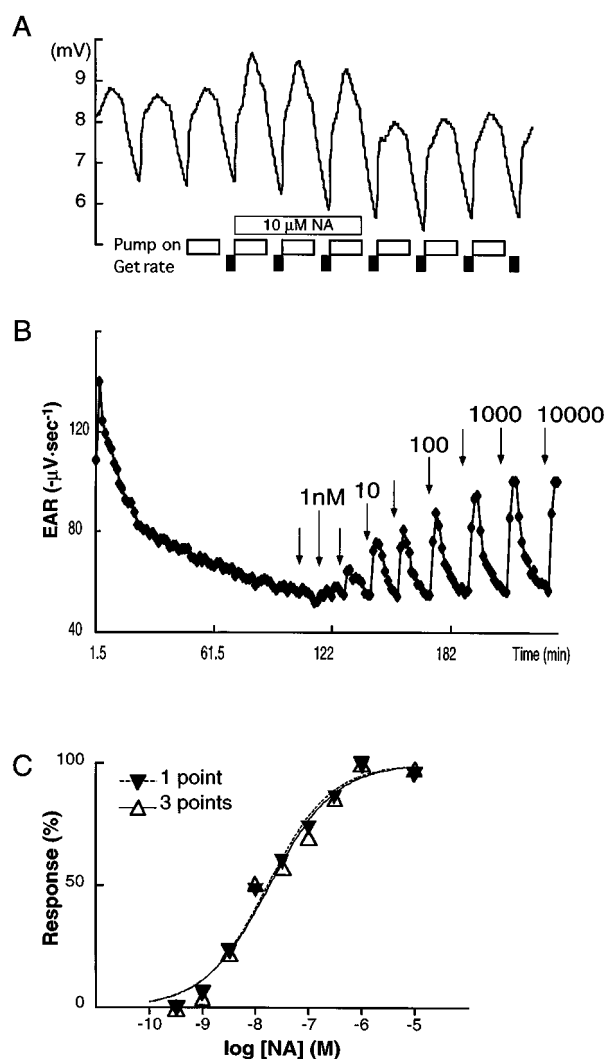 A
(mV)
9
8
7
6
10 µM NA
Pump on
Get rate
B
EAR (-µV·sec⁻¹)
120
80
40
1nM
10
100
1000
10000
1.5
61.5
122
182
Time (min)
C
Response (%)
100
50
0
1 point
3 points
-10
-9
-8
-7
-6
-5
log [NA] (M)